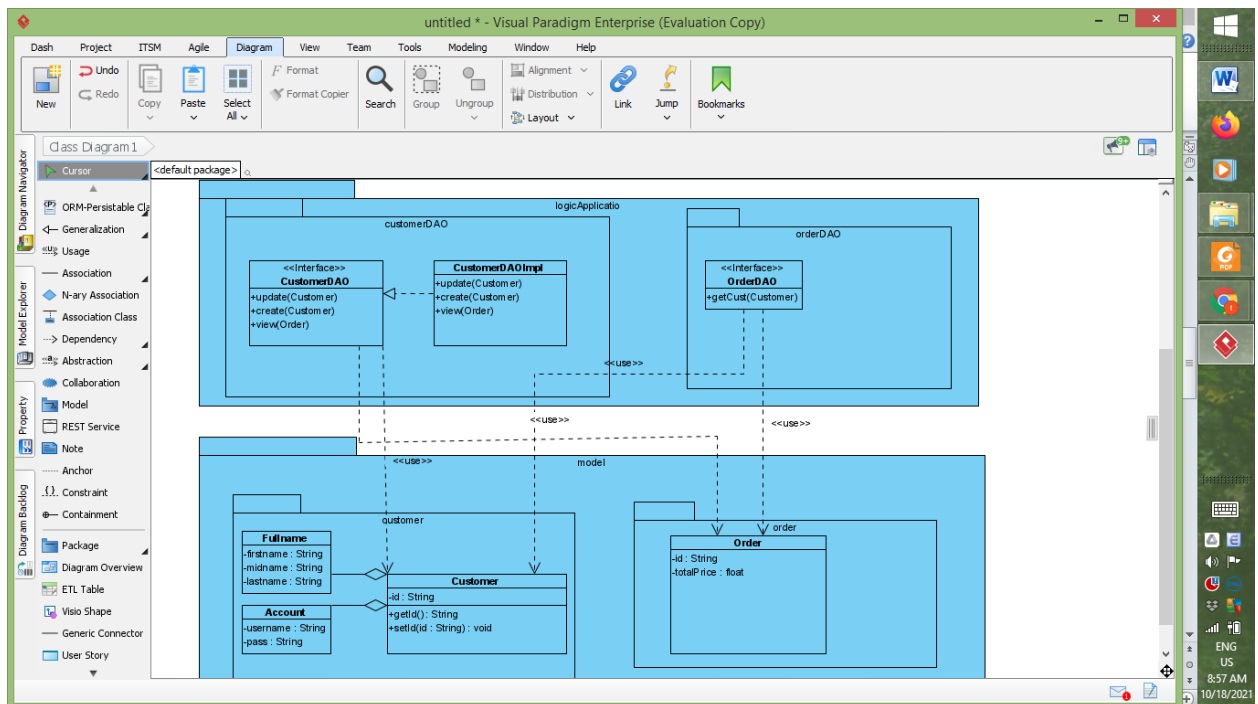 untitled * - Visual Paradigm Enterprise (Evaluation Copy)
Dash Project ITSM Agile Diagram View Team Tools Modeling Window Help
New
Undo
Redo
Copy
Paste
Select All
Format
Format Copier
Search
Group
Ungroup
Alignment
Distribution
Layout
Link
Jump
Bookmarks
Class Diagram1
9+
Diagram Navigator
Model Explorer
Property
Diagram Backlog
Cursor
ORM-Persistable Cla
Generalization
Usage
Association
N-ary Association
Association Class
Dependency
Abstraction
Collaboration
Model
REST Service
Note
Anchor
Constraint
Containment
Package
Diagram Overview
ETL Table
Visio Shape
Generic Connector
User Story
<default package>
logicApplicatio
customerDAO
<<Interface>>
CustomerDAO
+update(Customer)
+create(Customer)
+view(Order)
CustomerDAOImpl
+update(Customer)
+create(Customer)
+view(Order)
orderDAO
<<Interface>>
OrderDAO
+getCust(Customer)
<<use>>
<<use>>
<<use>>
<<use>>
model
customer
Fullname
-firstname : String
-midname : String
-lastname : String
Account
-username : String
-pass : String
Customer
-id : String
+getId() : String
+setId(id : String) : void
order
Order
-id : String
-totalPrice : float
PDF
ENG
US
8:57 AM
10/18/2021